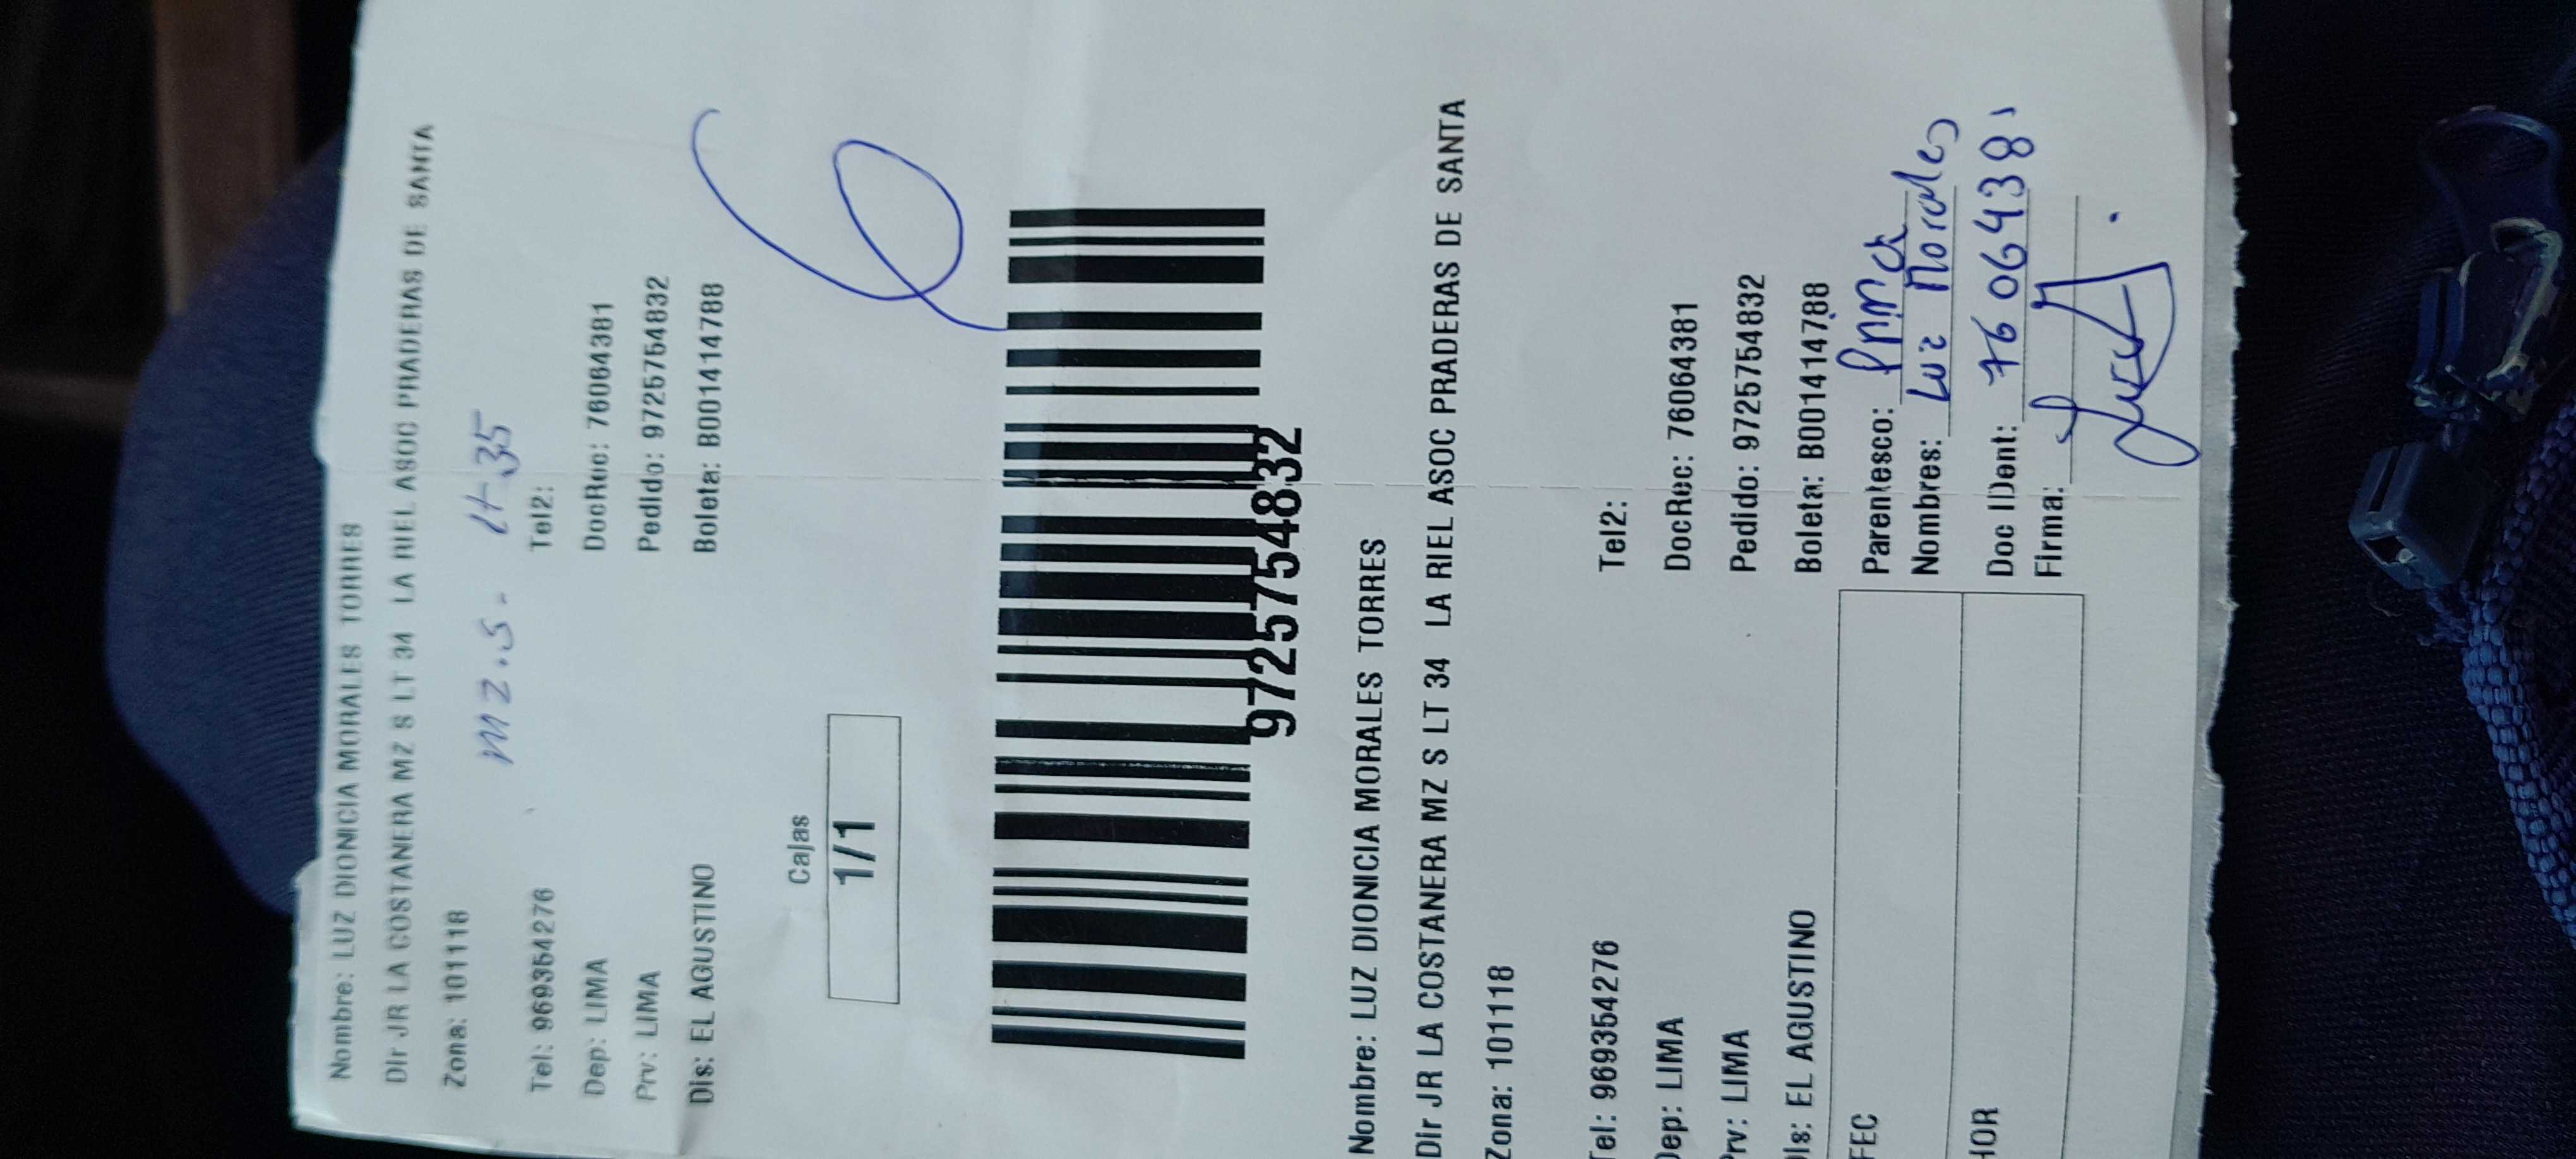 Nombre: LUZ DIONICIA MORALES TORRES
Dir JR LA COSTANERA MZ S LT 34 LA RIEL ASOC PRADERAS DE SANTA
Zona: 101118
mz.S. Lt 35
Tel: 969354276 Tel2:
Dep: LIMA DocRec: 76064381
Prv: LIMA Pedido: 9725754832
Dis: EL AGUSTINO Boleta: B001414788
Cajas
1/1
9725754832
Nombre: LUZ DIONICIA MORALES TORRES
Dir JR LA COSTANERA MZ S LT 34 LA RIEL ASOC PRADERAS DE SANTA
Zona: 101118
Tel: 969354276 Tel2:
Dep: LIMA DocRec: 76064381
Prv: LIMA Pedido: 9725754832
Dis: EL AGUSTINO Boleta: B001414788
FEC Parentesco:
Nombres: Luz Morales
HOR Doc IDent: 76064381
Firma: